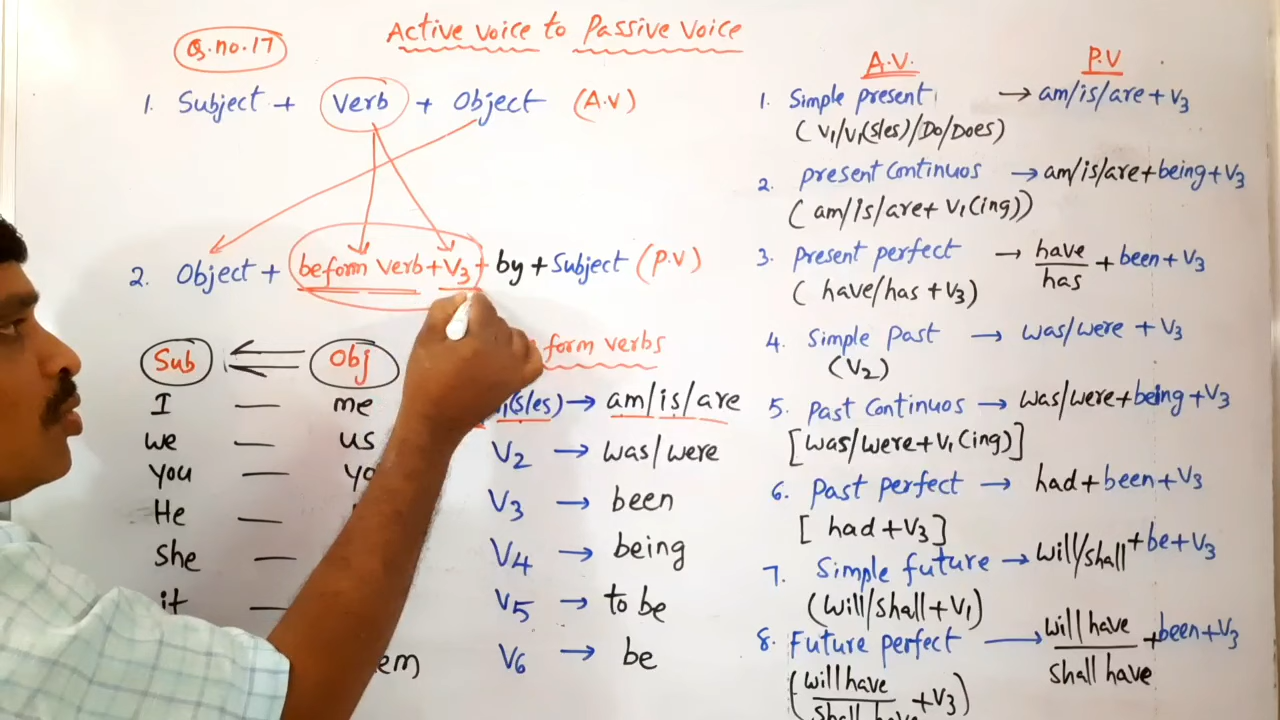 Q.no.17
Active voice to Passive Voice
1. Subject + Verb + Object (A.V)
2. Object + beform verb+V3 + by + Subject (P.V)
Sub Obj
form verbs
I — me
we — us
you —
He —
she —
it —
(s/es) → am/is/are
V2 → was/were
V3 → been
V4 → being
V5 → to be
V6 → be
A.V. P.V
1. Simple present → am/is/are + V3
(V1/V1(s/es)/Do/Does)
2. present Continuos → am/is/are+being+V3
(am/is/are+ V1(ing))
3. Present perfect → have/has + been + V3
(have/has + V3)
4. Simple Past → was/were + V3
(V2)
5. Past Continuos → was/were+being+V3
[was/were+V1(ing)]
6. Past perfect → had+been+V3
[had+V3]
7. Simple future → will/shall+be+V3
(will/shall+V1)
8. Future perfect → will have/shall have +been+V3
(will have/shall have +V3)